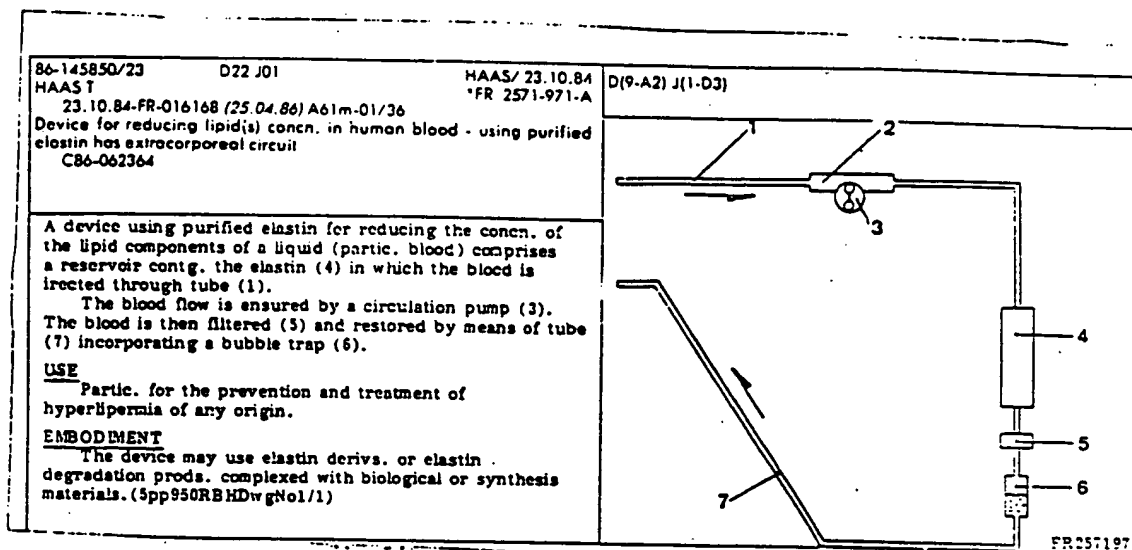 86-145850/23 D22 J01 HAAS/ 23.10.84
HAAS T *FR 2571-971-A
23.10.84-FR-016168 (25.04.86) A61m-01/36
Device for reducing lipid(s) concn. in human blood - using purified
elastin has extracorporeal circuit
C86-062364
D(9-A2) J(1-D3)
A device using purified elastin for reducing the concn. of
the lipid components of a liquid (partic. blood) comprises
a reservoir contg. the elastin (4) in which the blood is
irected through tube (1).
The blood flow is ensured by a circulation pump (3).
The blood is then filtered (5) and restored by means of tube
(7) incorporating a bubble trap (6).
USE
Partic. for the prevention and treatment of
hyperlipermia of any origin.
EMBODIMENT
The device may use elastin derivs. or elastin
degradation prods. complexed with biological or synthesis
materials.(5pp950RBHDwgNo1/1)
1
2
3
4
5
6
7
FR257197